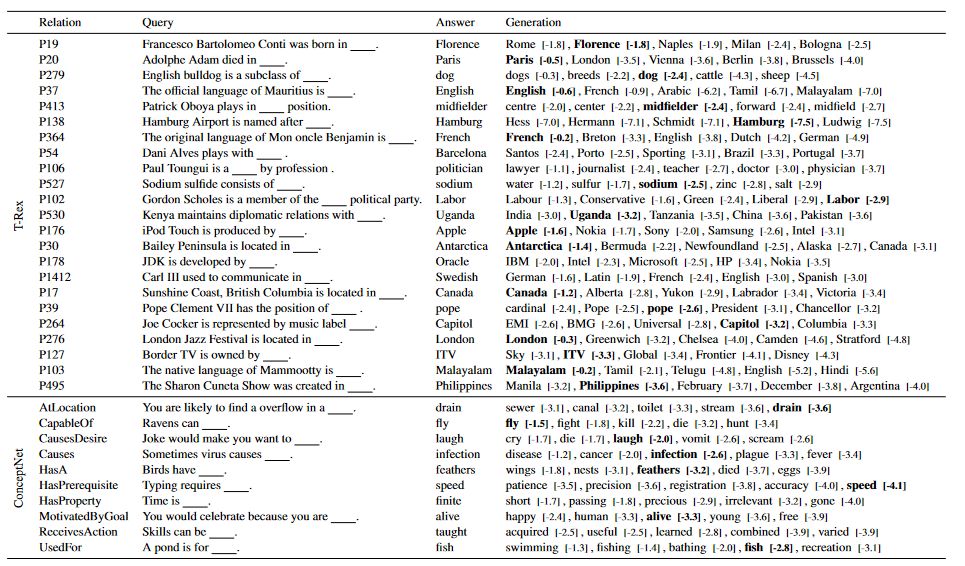 Relation Query Answer Generation
T-Rex
P19 Francesco Bartolomeo Conti was born in ____. Florence Rome [-1.8] , Florence [-1.8] , Naples [-1.9] , Milan [-2.4] , Bologna [-2.5]
P20 Adolphe Adam died in ____. Paris Paris [-0.5] , London [-3.5] , Vienna [-3.6] , Berlin [-3.8] , Brussels [-4.0]
P279 English bulldog is a subclass of ____. dog dogs [-0.3] , breeds [-2.2] , dog [-2.4] , cattle [-4.3] , sheep [-4.5]
P37 The official language of Mauritius is ____. English English [-0.6] , French [-0.9] , Arabic [-6.2] , Tamil [-6.7] , Malayalam [-7.0]
P413 Patrick Oboya plays in ____ position. midfielder centre [-2.0] , center [-2.2] , midfielder [-2.4] , forward [-2.4] , midfield [-2.7]
P138 Hamburg Airport is named after ____. Hamburg Hess [-7.0] , Hermann [-7.1] , Schmidt [-7.1] , Hamburg [-7.5] , Ludwig [-7.5]
P364 The original language of Mon oncle Benjamin is ____. French French [-0.2] , Breton [-3.3] , English [-3.8] , Dutch [-4.2] , German [-4.9]
P54 Dani Alves plays with ____ . Barcelona Santos [-2.4] , Porto [-2.5] , Sporting [-3.1] , Brazil [-3.3] , Portugal [-3.7]
P106 Paul Toungui is a ____ by profession . politician lawyer [-1.1] , journalist [-2.4] , teacher [-2.7] , doctor [-3.0] , physician [-3.7]
P527 Sodium sulfide consists of ____. sodium water [-1.2] , sulfur [-1.7] , sodium [-2.5] , zinc [-2.8] , salt [-2.9]
P102 Gordon Scholes is a member of the ____ political party. Labor Labour [-1.3] , Conservative [-1.6] , Green [-2.4] , Liberal [-2.9] , Labor [-2.9]
P530 Kenya maintains diplomatic relations with ____. Uganda India [-3.0] , Uganda [-3.2] , Tanzania [-3.5] , China [-3.6] , Pakistan [-3.6]
P176 iPod Touch is produced by ____. Apple Apple [-1.6] , Nokia [-1.7] , Sony [-2.0] , Samsung [-2.6] , Intel [-3.1]
P30 Bailey Peninsula is located in ____. Antarctica Antarctica [-1.4] , Bermuda [-2.2] , Newfoundland [-2.5] , Alaska [-2.7] , Canada [-3.1]
P178 JDK is developed by ____. Oracle IBM [-2.0] , Intel [-2.3] , Microsoft [-2.5] , HP [-3.4] , Nokia [-3.5]
P1412 Carl III used to communicate in ____. Swedish German [-1.6] , Latin [-1.9] , French [-2.4] , English [-3.0] , Spanish [-3.0]
P17 Sunshine Coast, British Columbia is located in ____. Canada Canada [-1.2] , Alberta [-2.8] , Yukon [-2.9] , Labrador [-3.4] , Victoria [-3.4]
P39 Pope Clement VII has the position of ____ . pope cardinal [-2.4] , Pope [-2.5] , pope [-2.6] , President [-3.1] , Chancellor [-3.2]
P264 Joe Cocker is represented by music label ____. Capitol EMI [-2.6] , BMG [-2.6] , Universal [-2.8] , Capitol [-3.2] , Columbia [-3.3]
P276 London Jazz Festival is located in ____. London London [-0.3] , Greenwich [-3.2] , Chelsea [-4.0] , Camden [-4.6] , Stratford [-4.8]
P127 Border TV is owned by ____. ITV Sky [-3.1] , ITV [-3.3] , Global [-3.4] , Frontier [-4.1] , Disney [-4.3]
P103 The native language of Mammootty is ____. Malayalam Malayalam [-0.2] , Tamil [-2.1] , Telugu [-4.8] , English [-5.2] , Hindi [-5.6]
P495 The Sharon Cuneta Show was created in ____. Philippines Manila [-3.2] , Philippines [-3.6] , February [-3.7] , December [-3.8] , Argentina [-4.0]
ConceptNet
AtLocation You are likely to find a overflow in a ____. drain sewer [-3.1] , canal [-3.2] , toilet [-3.3] , stream [-3.6] , drain [-3.6]
CapableOf Ravens can ____. fly fly [-1.5] , fight [-1.8] , kill [-2.2] , die [-3.2] , hunt [-3.4]
CausesDesire Joke would make you want to ____. laugh cry [-1.7] , die [-1.7] , laugh [-2.0] , vomit [-2.6] , scream [-2.6]
Causes Sometimes virus causes ____. infection disease [-1.2] , cancer [-2.0] , infection [-2.6] , plague [-3.3] , fever [-3.4]
HasA Birds have ____. feathers wings [-1.8] , nests [-3.1] , feathers [-3.2] , died [-3.7] , eggs [-3.9]
HasPrerequisite Typing requires ____. speed patience [-3.5] , precision [-3.6] , registration [-3.8] , accuracy [-4.0] , speed [-4.1]
HasProperty Time is ____. finite short [-1.7] , passing [-1.8] , precious [-2.9] , irrelevant [-3.2] , gone [-4.0]
MotivatedByGoal You would celebrate because you are ____. alive happy [-2.4] , human [-3.3] , alive [-3.3] , young [-3.6] , free [-3.9]
ReceivesAction Skills can be ____. taught acquired [-2.5] , useful [-2.5] , learned [-2.8] , combined [-3.9] , varied [-3.9]
UsedFor A pond is for ____. fish swimming [-1.3] , fishing [-1.4] , bathing [-2.0] , fish [-2.8] , recreation [-3.1]